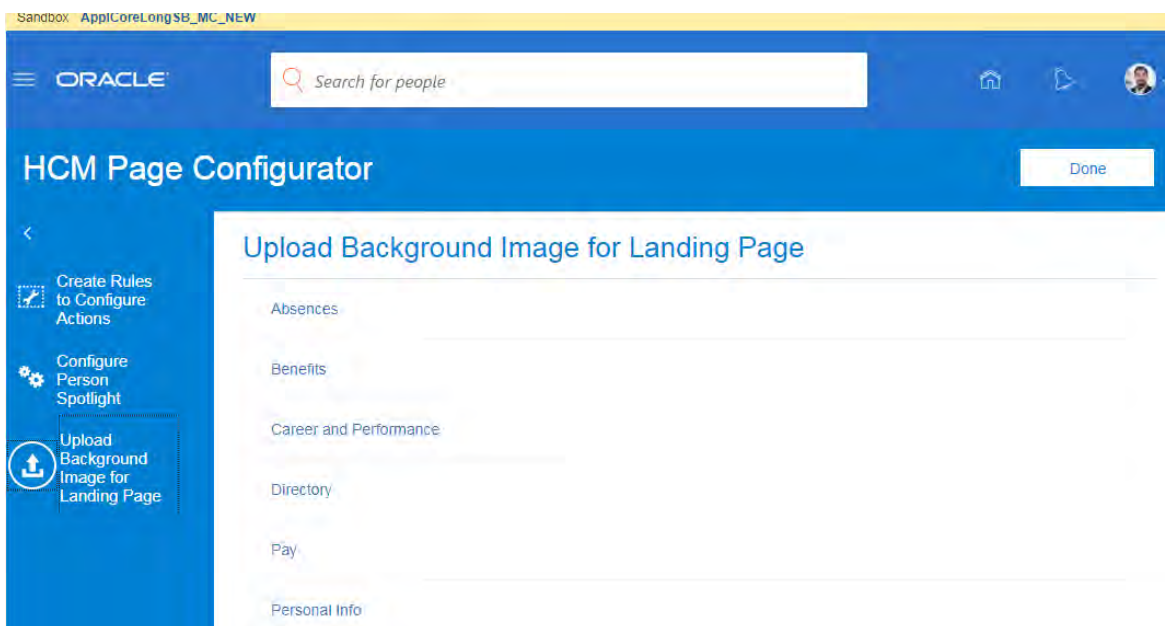 Sandbox ApplCoreLongSB_MC_NEW
ORACLE
Search for people
HCM Page Configurator
Done
Upload Background Image for Landing Page
Create Rules
to Configure
Actions
Configure
Person
Spotlight
Upload
Background
Image for
Landing Page
Absences
Benefits
Career and Performance
Directory
Pay
Personal Info